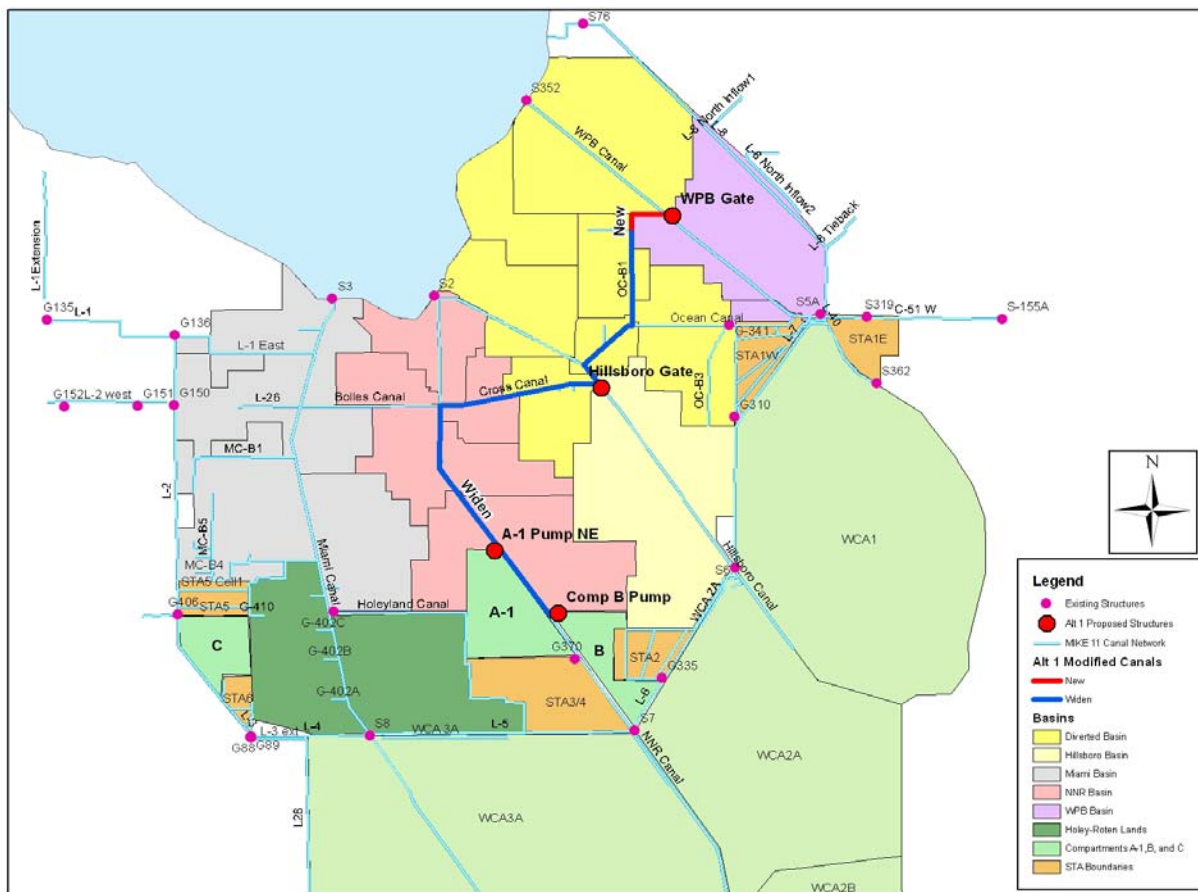 S76
S352
L-8 North Inflow1
L-8
WPB Canal
L-6 North Inflow2
WPB Gate
L-8 Tieback
New
L-1Extension
OC-B1
S3
S2
G135
L-1
S5A
S319
C-51 W
S-155A
G136
Ocean Canal
G-341
L-7
L-40
STA1E
L-1 East
STA1W
Hillsboro Gate
S362
Cross Canal
OC-B3
G152
L-2 west
G151
G150
L-26
Bolles Canal
G310
MC-B1
N
L-2
Widen
MC-B5
A-1 Pump NE
WCA1
Miami Canal
Hillsboro Canal
MC-B4
S6
STA5 Cell1
STA5
G-410
G406
Holeyland Canal
A-1
Comp B Pump
WCA 2A
G-402C
C
G-402B
G370
B
STA2
G335
STA6
G-402A
STA3/4
L-6
L-3
L-4
S8
WCA 3A
L-5
S7
L-3 ext
G88
G89
NNR Canal
WCA2A
L28
WCA3A
WCA2B
Legend
Existing Structures
Alt 1 Proposed Structures
MIKE 11 Canal Network
Alt 1 Modified Canals
New
Widen
Basins
Diverted Basin
Hillsboro Basin
Miami Basin
NNR Basin
WPB Basin
Holey-Roten Lands
Compartments A-1,B, and C
STA Boundaries